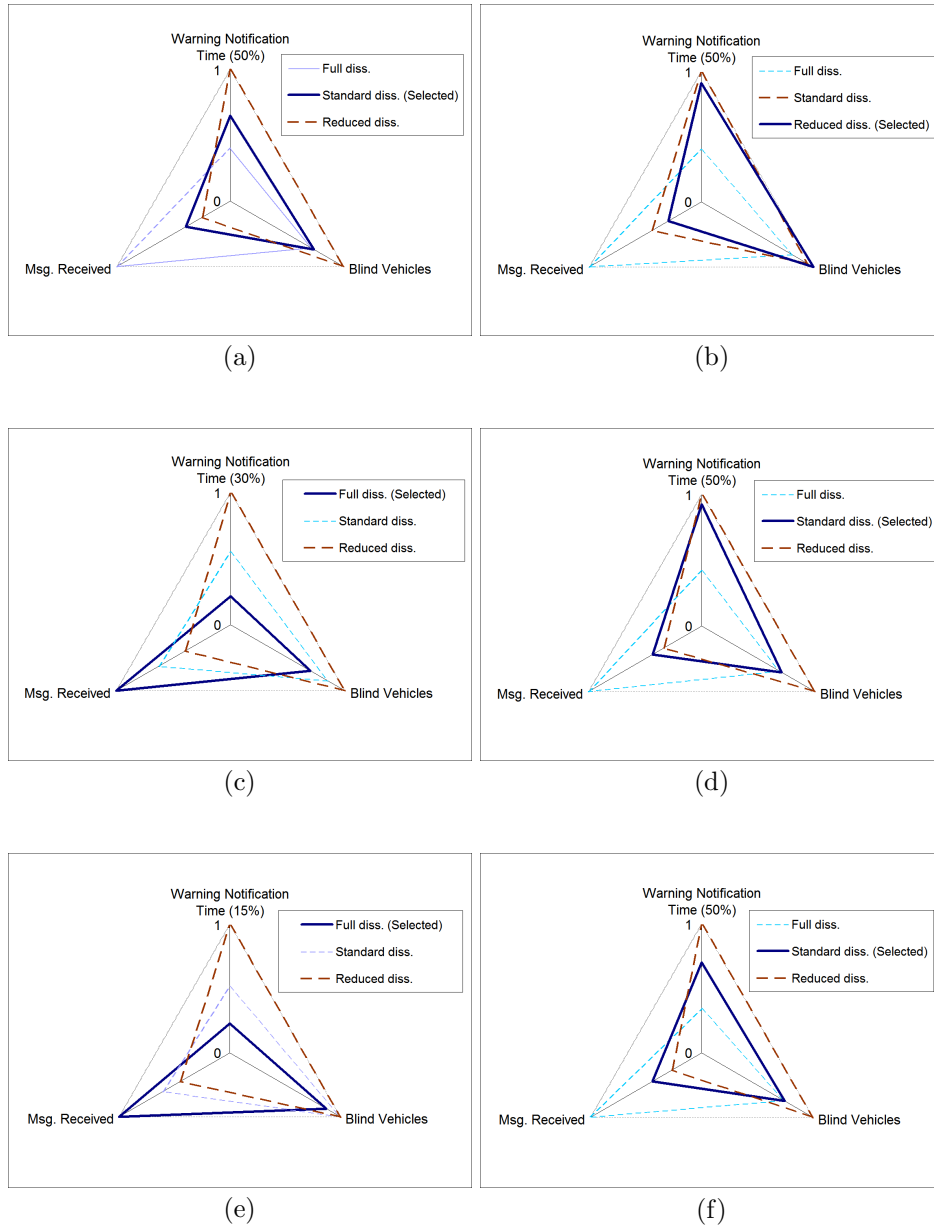 Warning Notification
Time (50%)
1
0
Msg. Received
Blind Vehicles
Full diss.
Standard diss. (Selected)
Reduced diss.
(a)
Warning Notification
Time (50%)
1
0
Msg. Received
Blind Vehicles
Full diss.
Standard diss.
Reduced diss. (Selected)
(b)
Warning Notification
Time (30%)
1
0
Msg. Received
Blind Vehicles
Full diss. (Selected)
Standard diss.
Reduced diss.
(c)
Warning Notification
Time (50%)
1
0
Msg. Received
Blind Vehicles
Full diss.
Standard diss. (Selected)
Reduced diss.
(d)
Warning Notification
Time (15%)
1
0
Msg. Received
Blind Vehicles
Full diss. (Selected)
Standard diss.
Reduced diss.
(e)
Warning Notification
Time (50%)
1
0
Msg. Received
Blind Vehicles
Full diss.
Standard diss. (Selected)
Reduced diss.
(f)